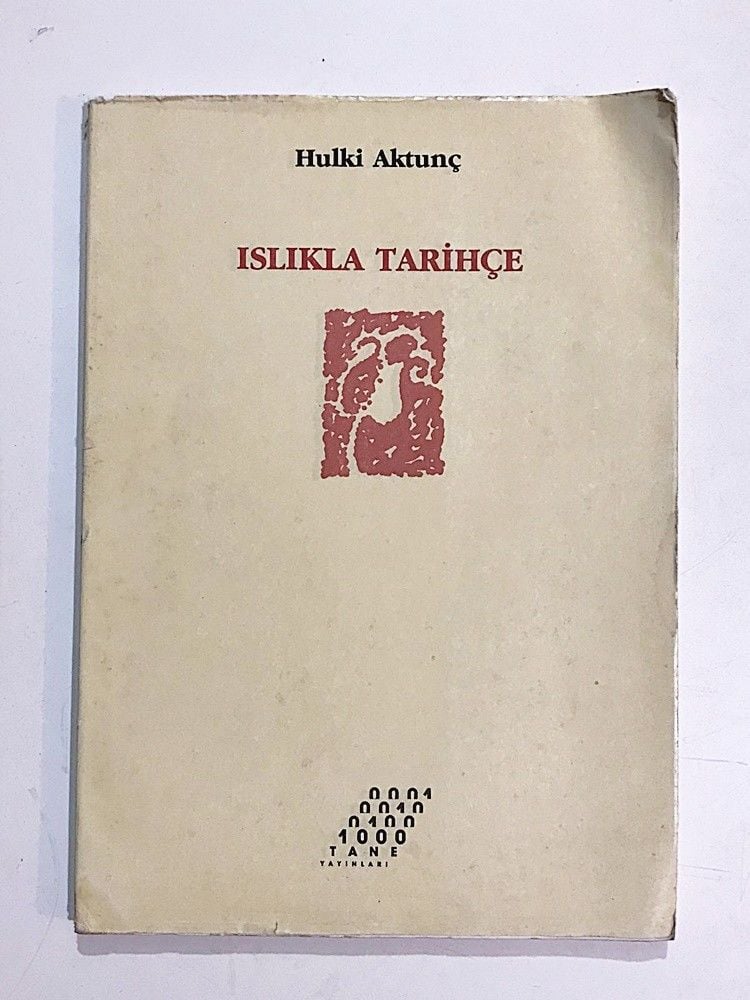 Hulki Aktunç
ISLIKLA TARİHÇE
0001
0010
0100
1000
TANE
YAYINLARI